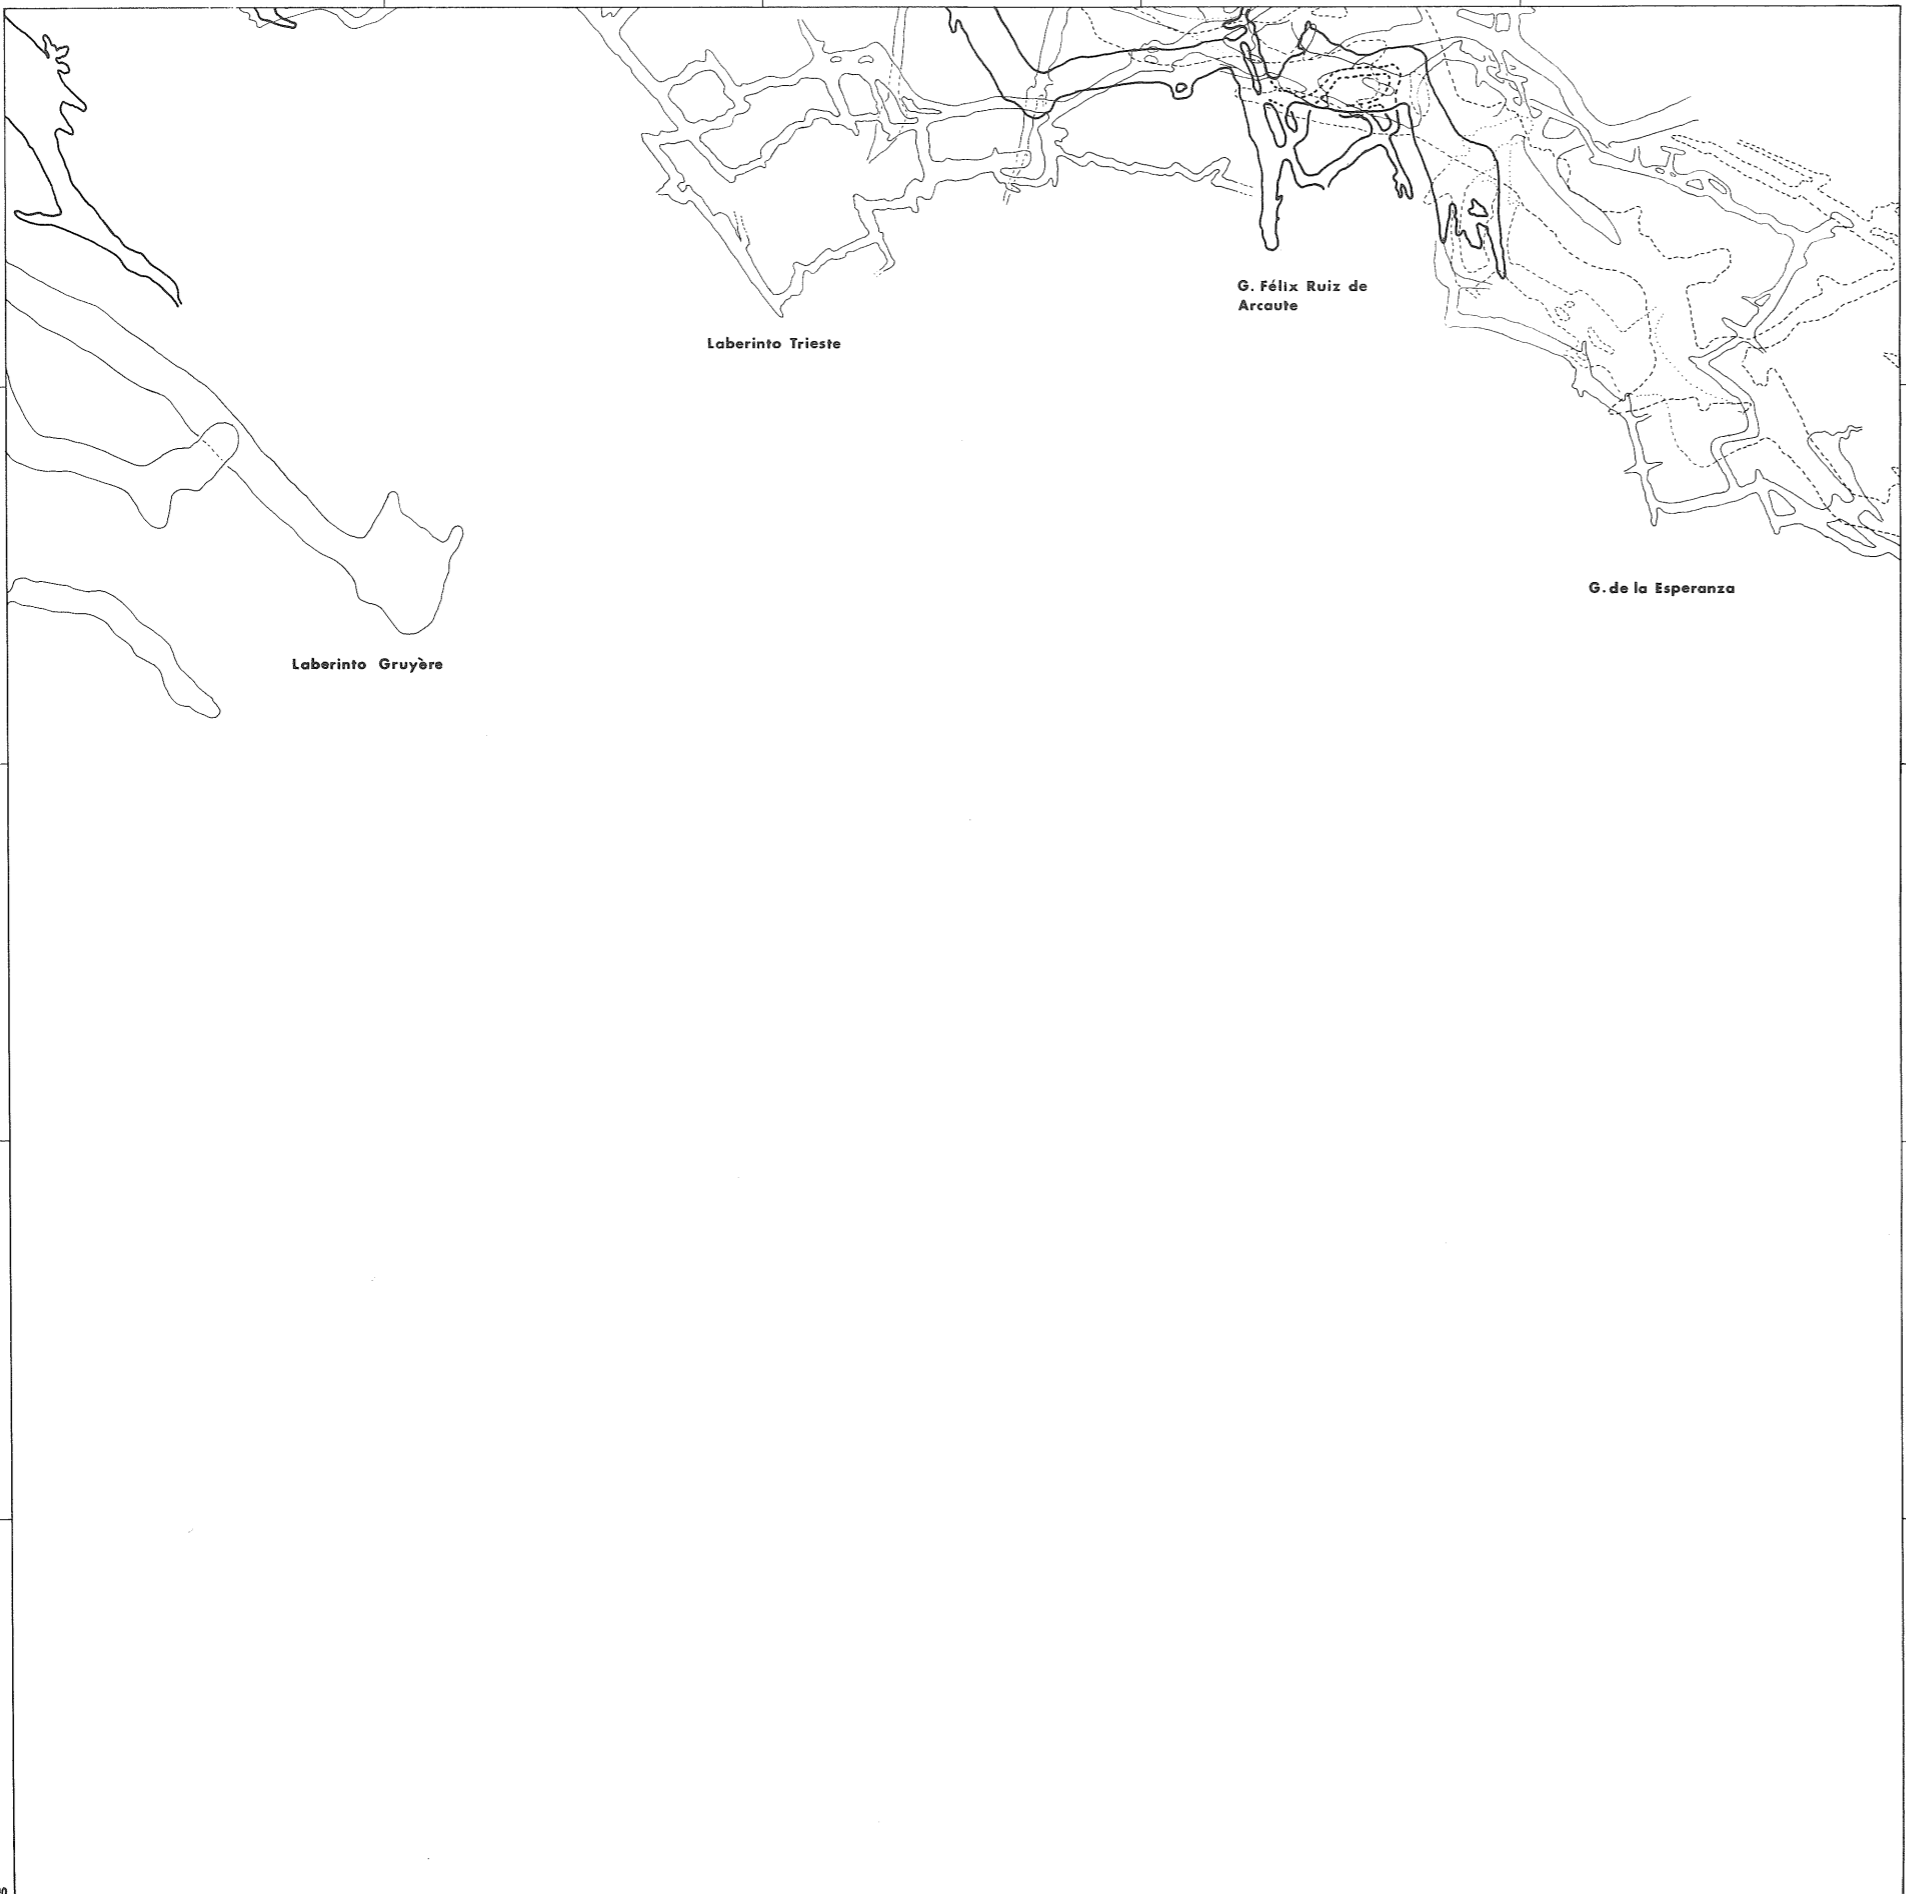 G. Félix Ruiz de
Arcaute
Laberinto Trieste
G. de la Esperanza
Laberinto Gruyère